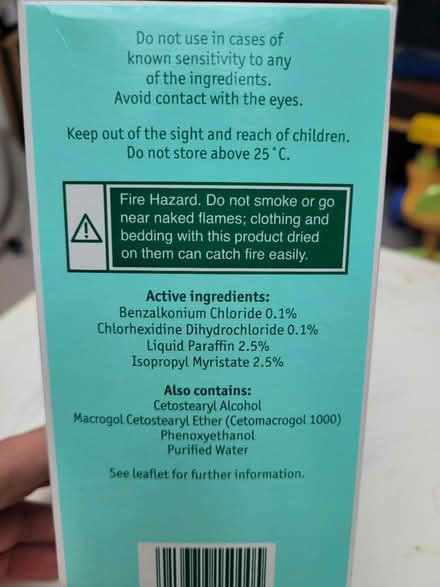 Do not use in cases of
known sensitivity to any
of the ingredients.
Avoid contact with the eyes.
Keep out of the sight and reach of children.
Do not store above 25˚C.
Fire Hazard. Do not smoke or go
near naked flames; clothing and
bedding with this product dried
on them can catch fire easily.
Active ingredients:
Benzalkonium Chloride 0.1%
Chlorhexidine Dihydrochloride 0.1%
Liquid Paraffin 2.5%
Isopropyl Myristate 2.5%
Also contains:
Cetostearyl Alcohol
Macrogol Cetostearyl Ether (Cetomacrogol 1000)
Phenoxyethanol
Purified Water
See leaflet for further information.